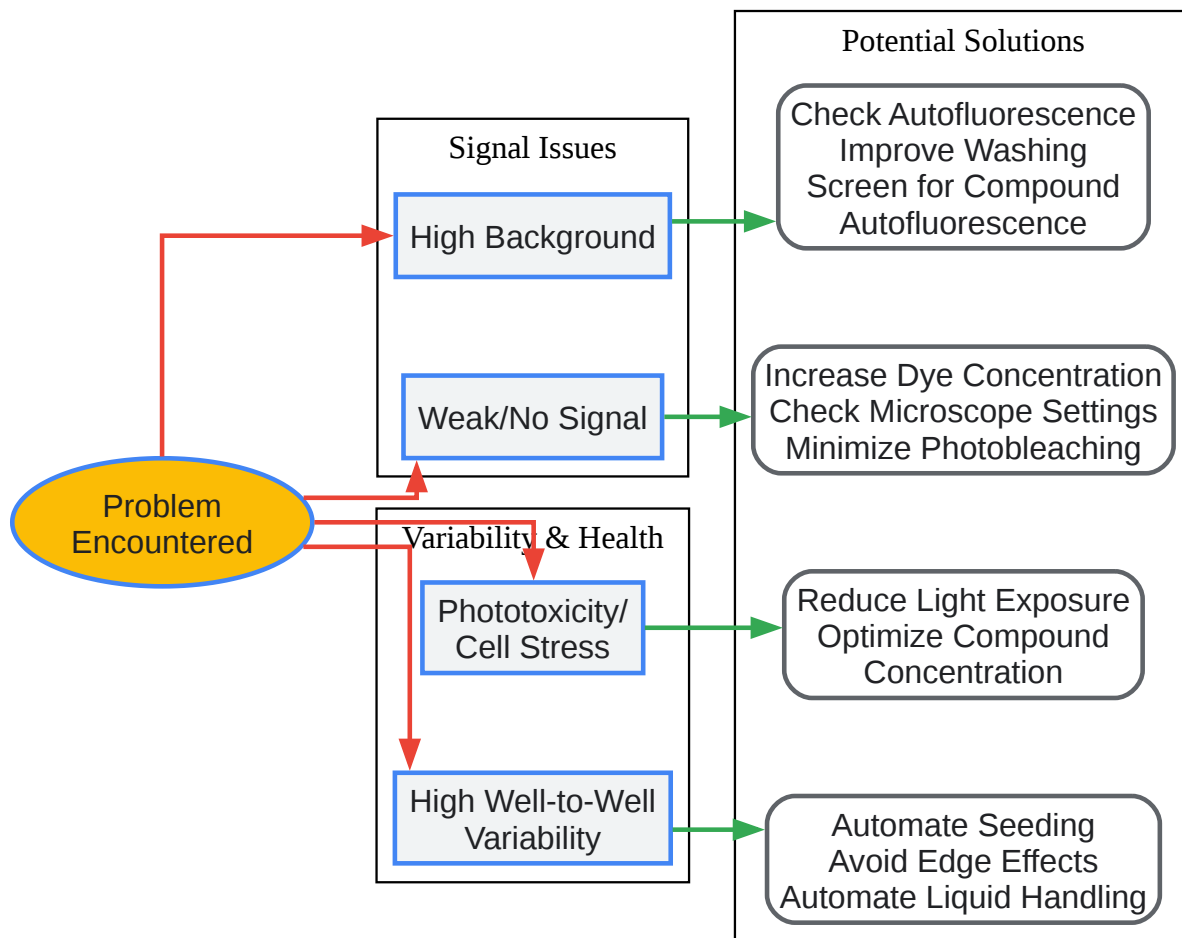 Potential Solutions
Check Autofluorescence
Improve Washing
Screen for Compound
Autofluorescence
Signal Issues
High Background
Increase Dye Concentration
Check Microscope Settings
Minimize Photobleaching
Weak/No Signal
Problem
Encountered
Variability & Health
Phototoxicity/
Cell Stress
Reduce Light Exposure
Optimize Compound
Concentration
High Well-to-Well
Variability
Automate Seeding
Avoid Edge Effects
Automate Liquid Handling